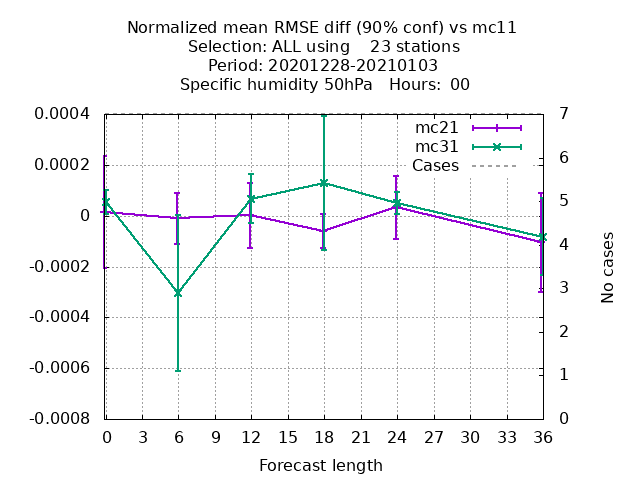 Normalized mean RMSE diff (90% conf) vs mc11
Selection: ALL using    23 stations
Period: 20201228-20210103
Specific humidity 50hPa   Hours:  00
mc21
mc31
Cases
0.0004
0.0002
0
-0.0002
-0.0004
-0.0006
-0.0008
7
6
5
4
3
2
1
0
No cases
0 3 6 9 12 15 18 21 24 27 30 33 36
Forecast length